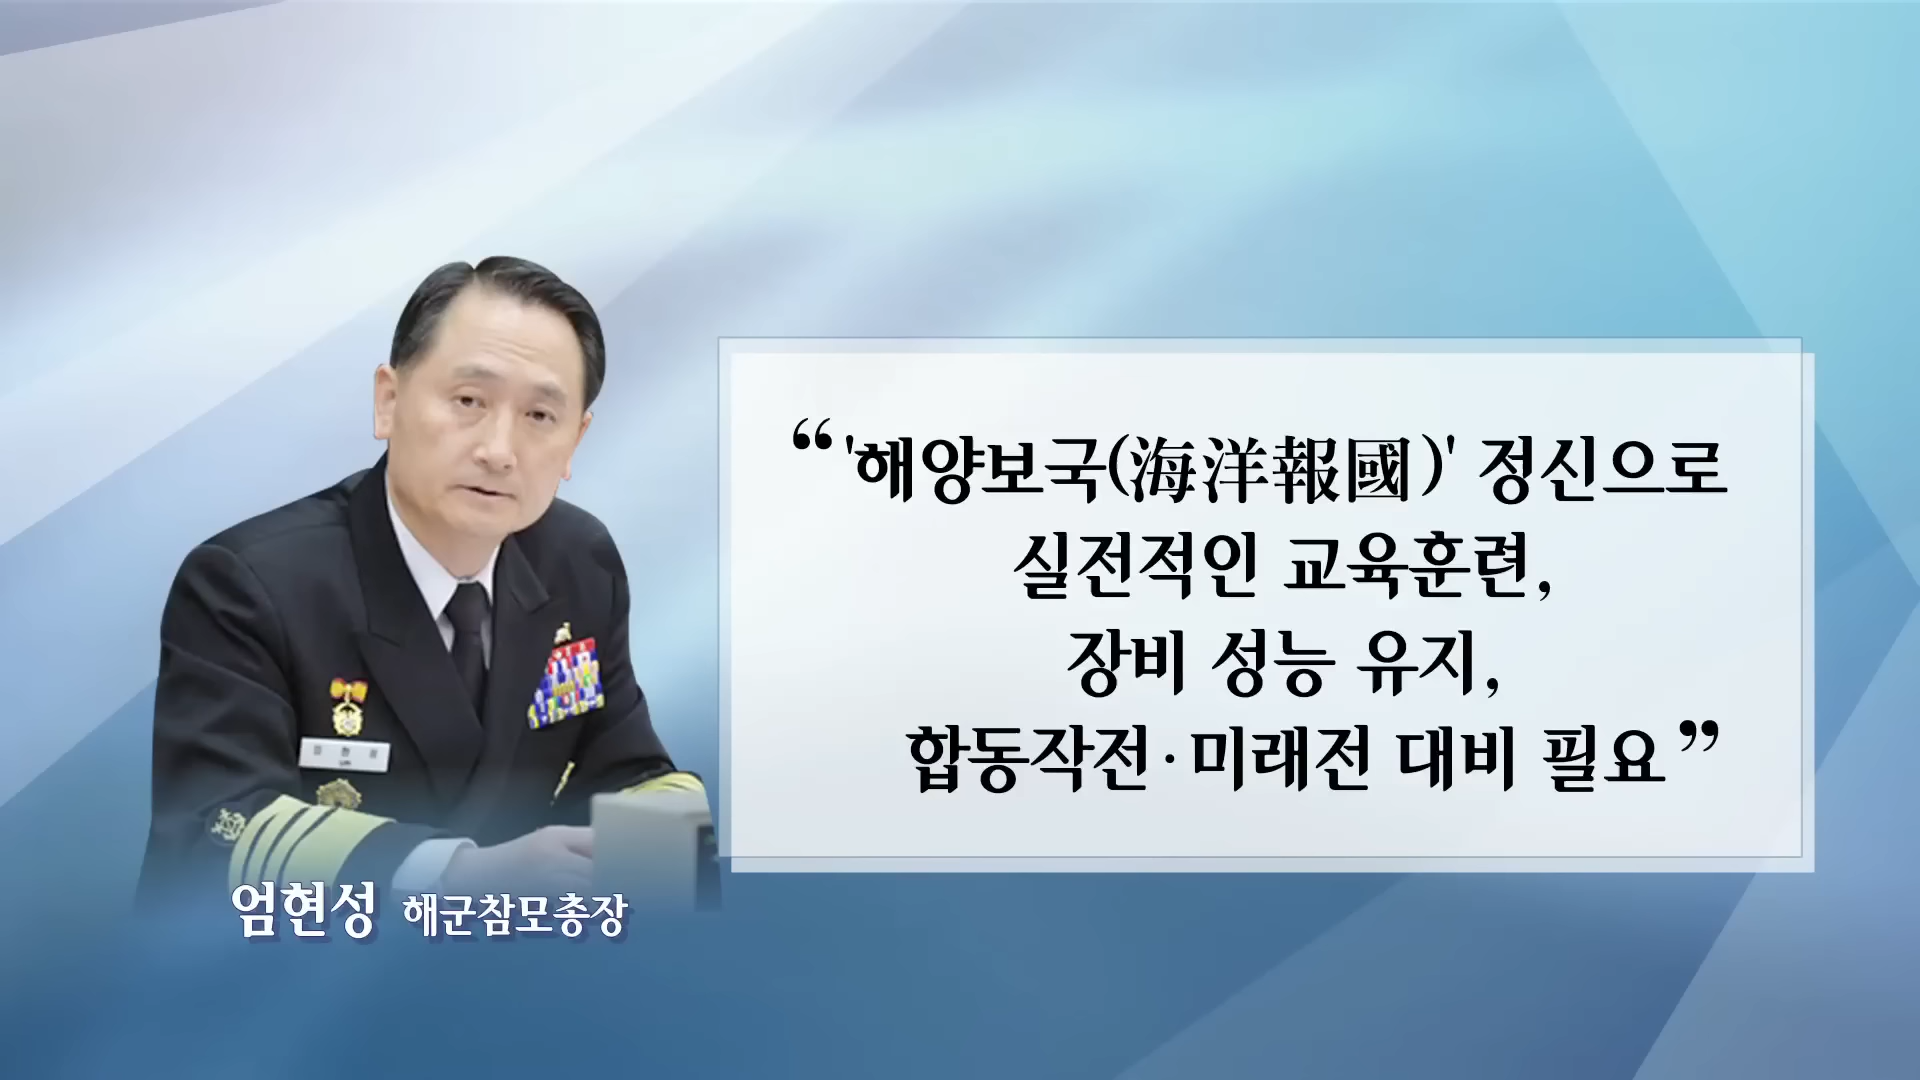 “'해양보국(海洋報國)' 정신으로
실전적인 교육훈련,
장비 성능 유지,
합동작전·미래전 대비 필요”
엄현성 해군참모총장